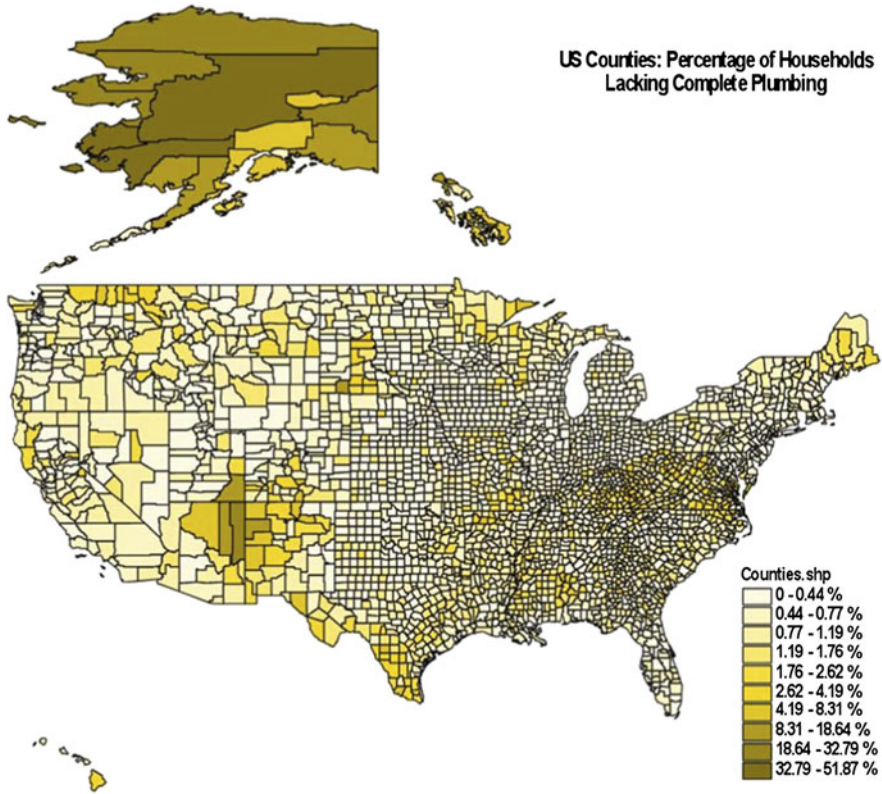 US Counties: Percentage of Households
Lacking Complete Plumbing
Counties.shp
0 - 0.44 %
0.44 - 0.77 %
0.77 - 1.19 %
1.19 - 1.76 %
1.76 - 2.62 %
2.62 - 4.19 %
4.19 - 8.31 %
8.31 - 18.64 %
18.64 - 32.79 %
32.79 - 51.87 %